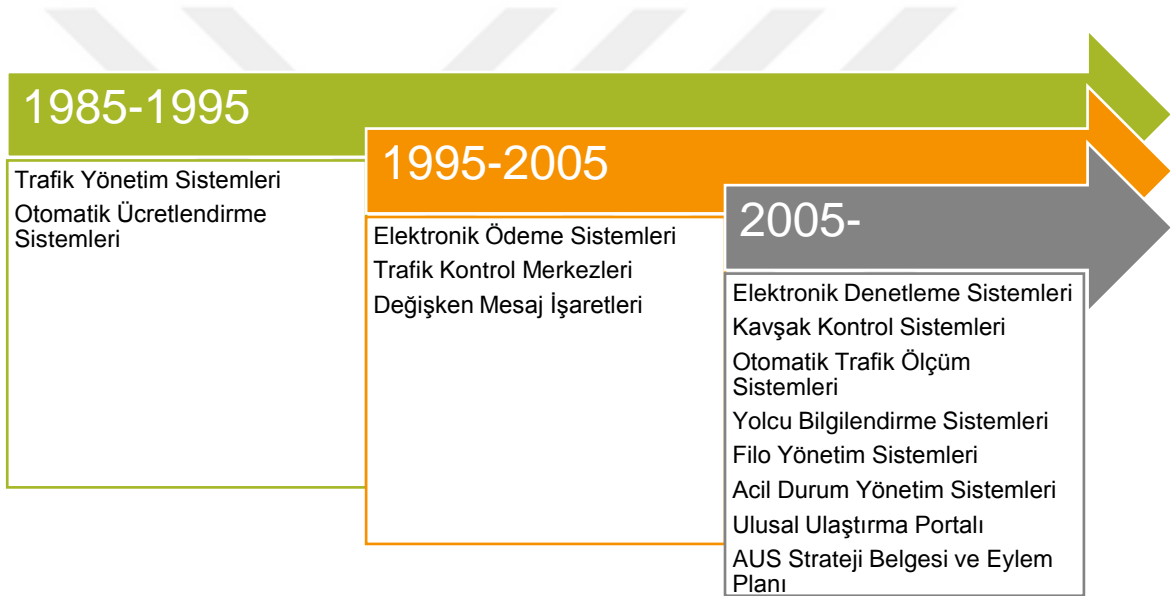 1985-1995
Trafik Yönetim Sistemleri
Otomatik Ücretlendirme
Sistemleri
1995-2005
Elektronik Ödeme Sistemleri
Trafik Kontrol Merkezleri
Değişken Mesaj İşaretleri
2005-
Elektronik Denetleme Sistemleri
Kavşak Kontrol Sistemleri
Otomatik Trafik Ölçüm
Sistemleri
Yolcu Bilgilendirme Sistemleri
Filo Yönetim Sistemleri
Acil Durum Yönetim Sistemleri
Ulusal Ulaştırma Portalı
AUS Strateji Belgesi ve Eylem
Planı